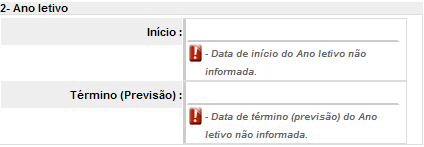 2- Ano letivo
Início :
- Data de início do Ano letivo não
informada.
Término (Previsão) :
- Data de término (previsão) do Ano
letivo não informada.